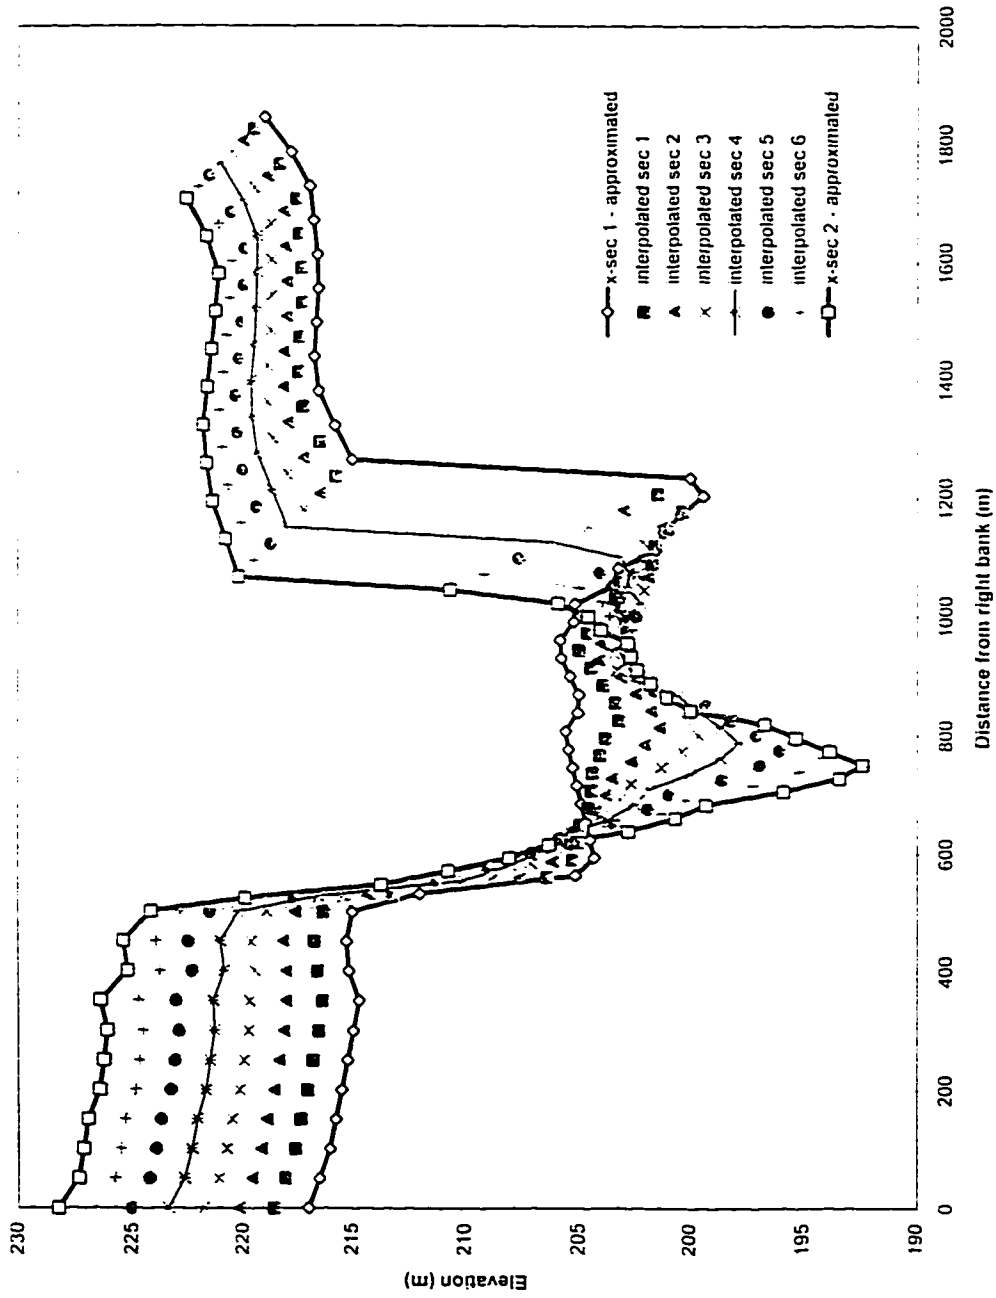 230
225
220
215
210
205
200
195
190
Elevation (m)
0
200
400
600
800
1000
1200
1400
1600
1800
2000
Distance from right bank (m)
x-sec 1 - approximated
interpolated sec 1
interpolated sec 2
interpolated sec 3
interpolated sec 4
interpolated sec 5
interpolated sec 6
x-sec 2 - approximated